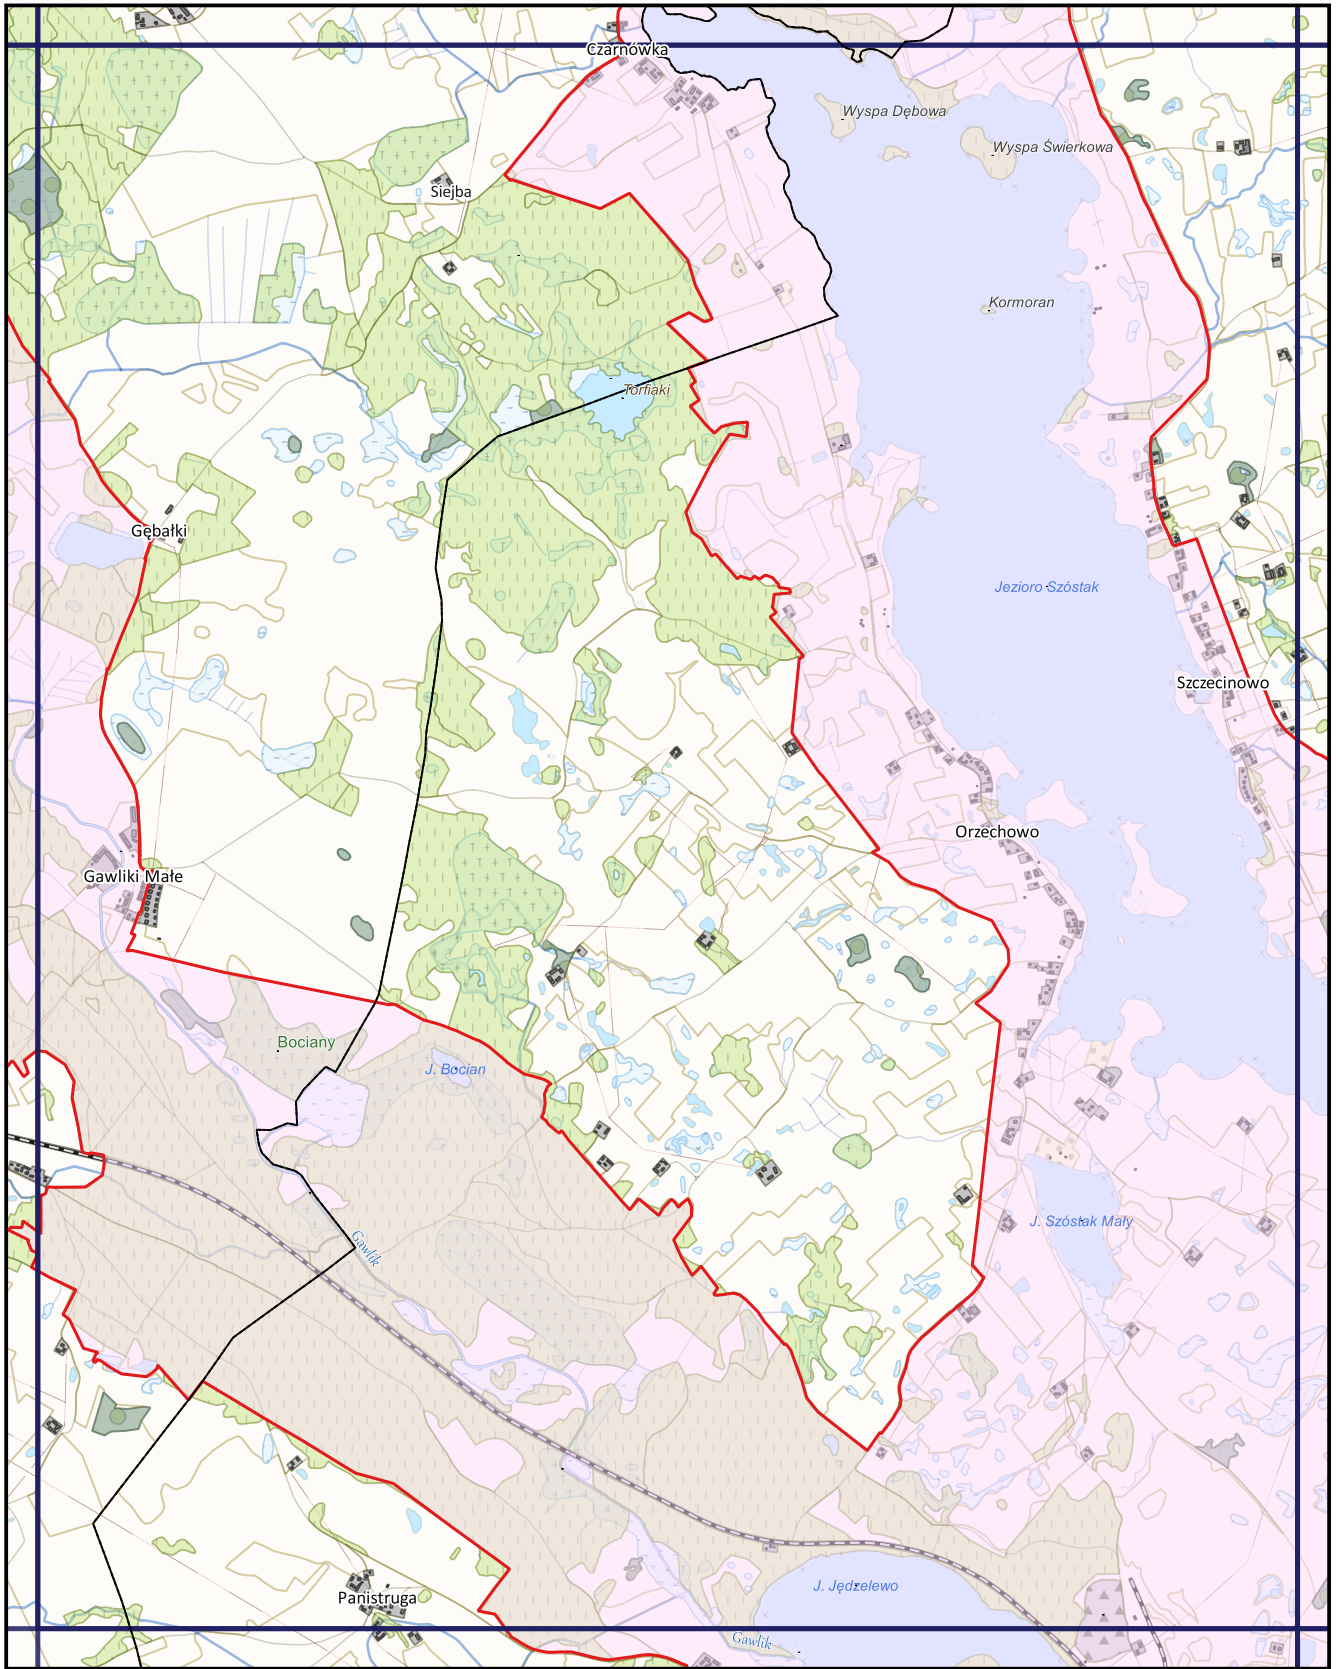 Czarnówka
Wyspa Dębowa
Wyspa Świerkowa
Siejba
Kormoran
Torfiaki
Gębałki
Jezioro Szóstak
Szczecinowo
Orzechowo
Gawliki Małe
Bociany
J. Bocian
J. Szóstak Mały
Gawlik
J. Jędzelewo
Panistruga
Gawlik